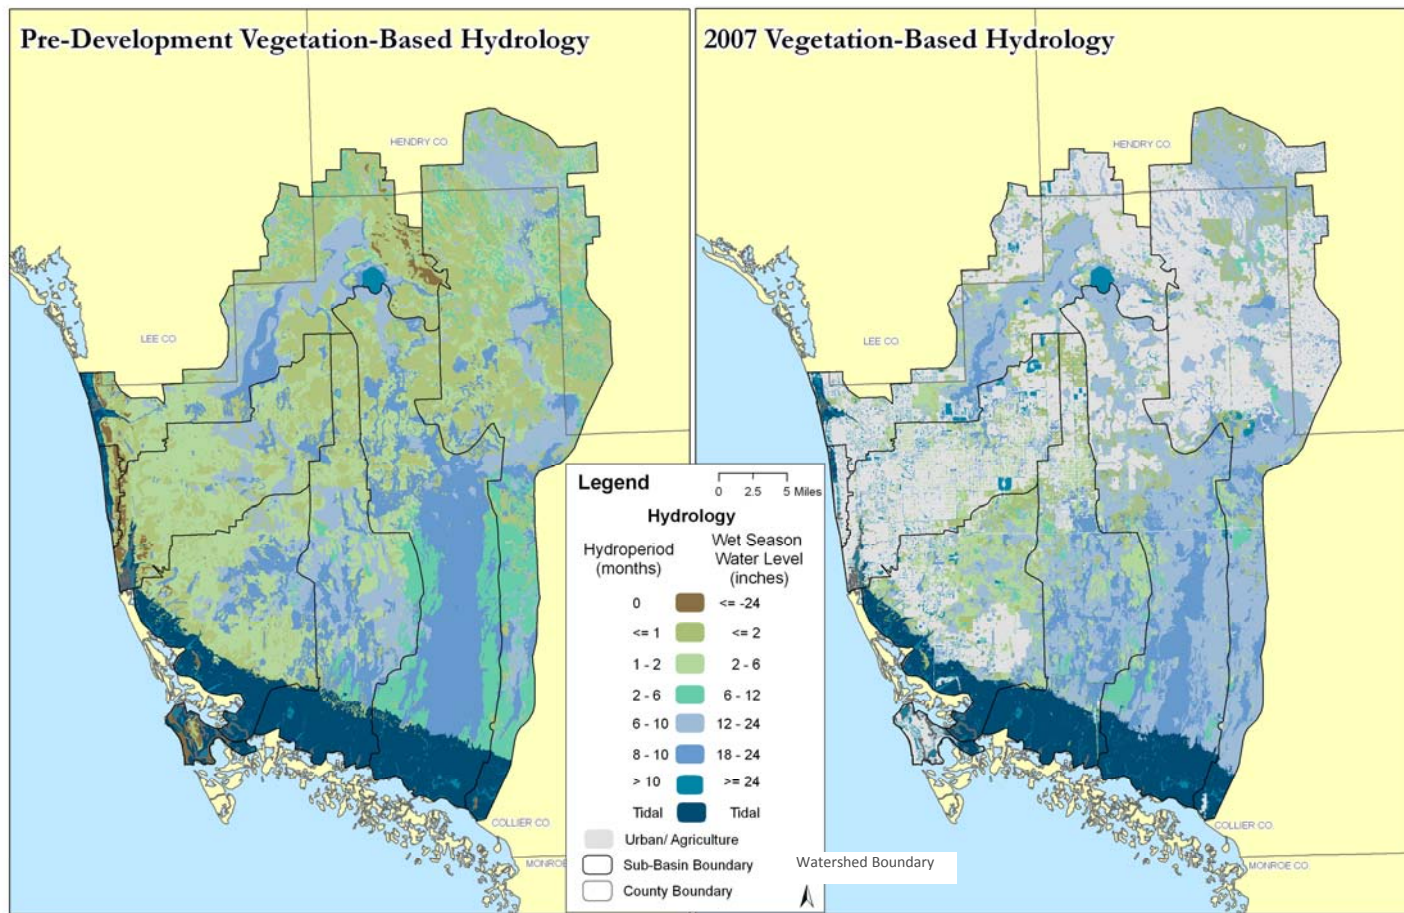 Pre-Development Vegetation-Based Hydrology
2007 Vegetation-Based Hydrology
HENDRY CO.
HENDRY CO.
LEE CO.
LEE CO.
COLLIER CO.
COLLIER CO.
MONROE
MONROE CO.
Legend
0 2.5 5 Miles
Hydrology
Hydroperiod
(months)
Wet Season
Water Level
(inches)
0 <= -24
<= 1 <= 2
1 - 2 2 - 6
2 - 6 6 - 12
6 - 10 12 - 24
8 - 10 18 - 24
> 10 >= 24
Tidal Tidal
Urban/ Agriculture
Sub-Basin Boundary
County Boundary
Watershed Boundary